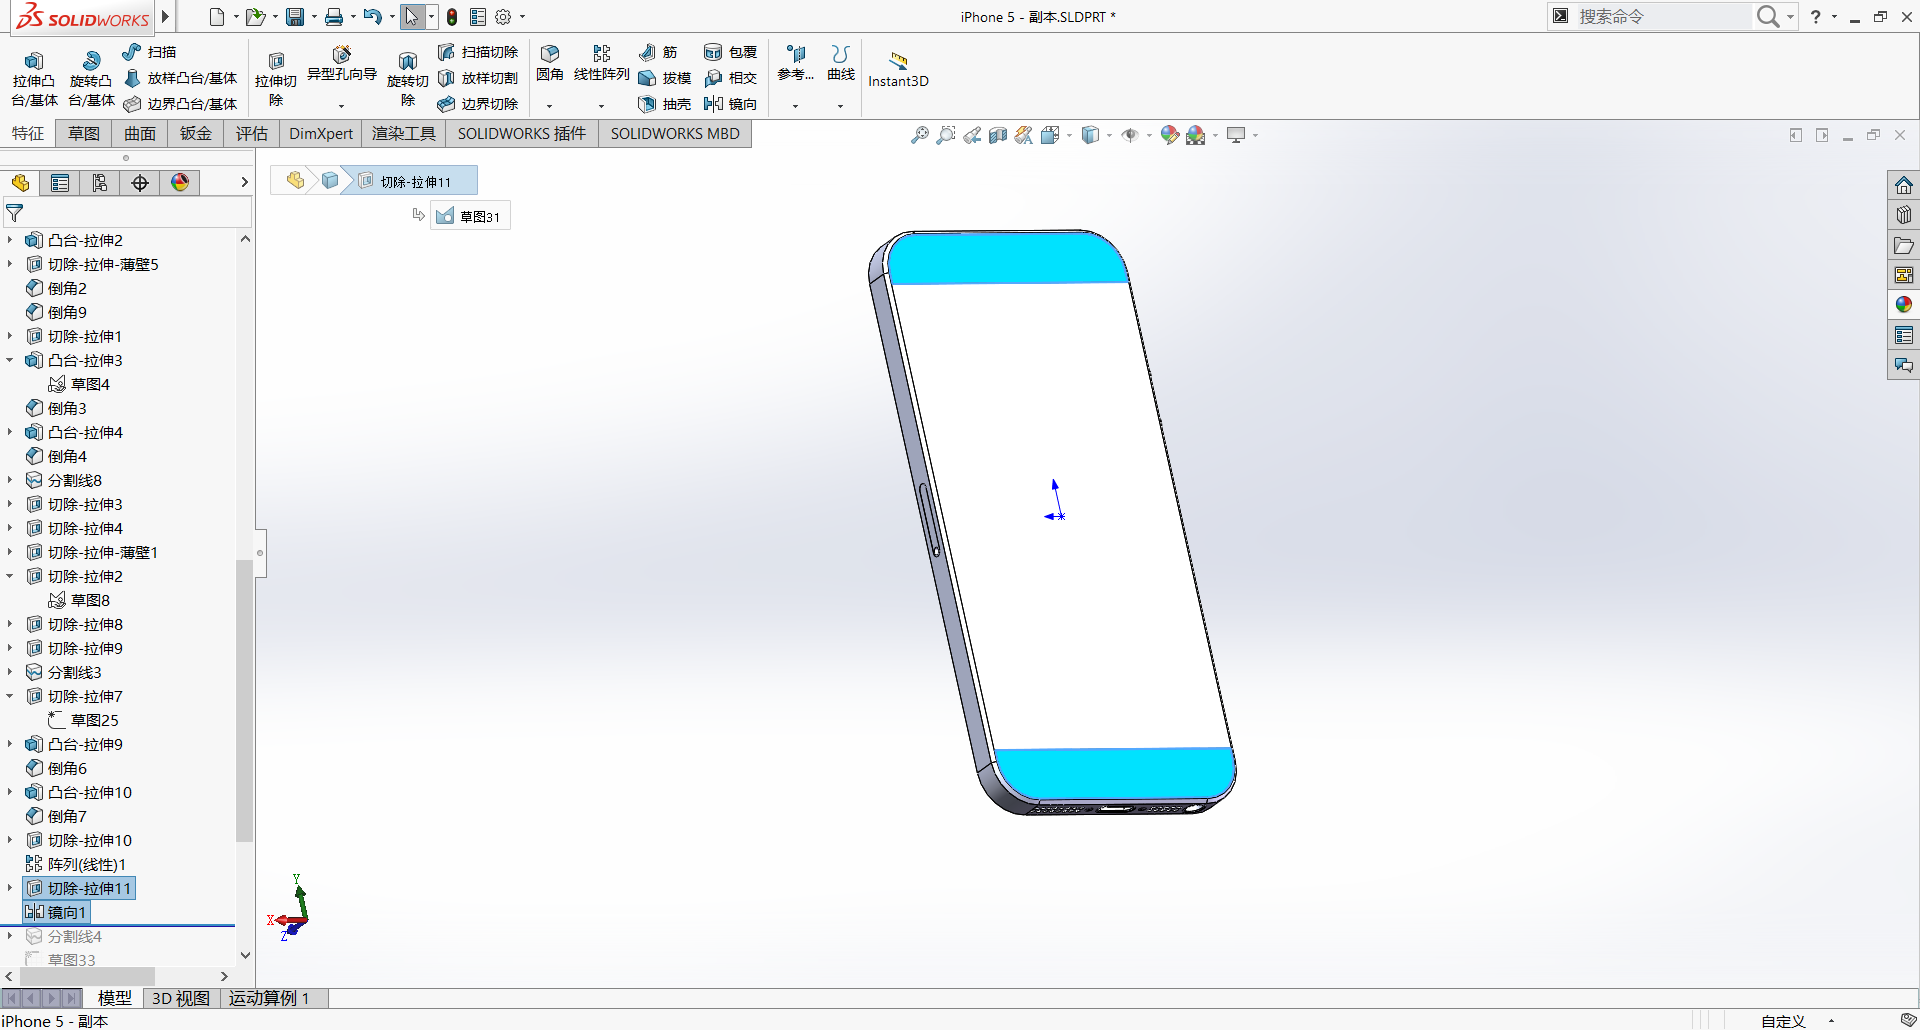 SOLIDWORKS
iPhone 5 - 副本.SLDPRT *
搜索命令
?
拉伸凸台/基体
旋转凸台/基体
扫描
放样凸台/基体
边界凸台/基体
拉伸切除
异型孔向导
旋转切除
扫描切除
放样切割
边界切除
圆角
线性阵列
筋
拔模
抽壳
包覆
相交
镜向
参考...
曲线
Instant3D
特征
草图
曲面
钣金
评估
DimXpert
渲染工具
SOLIDWORKS 插件
SOLIDWORKS MBD
切除-拉伸11
草图31
凸台-拉伸2
切除-拉伸-薄壁5
倒角2
倒角9
切除-拉伸1
凸台-拉伸3
草图4
倒角3
凸台-拉伸4
倒角4
分割线8
切除-拉伸3
切除-拉伸4
切除-拉伸-薄壁1
切除-拉伸2
草图8
切除-拉伸8
切除-拉伸9
分割线3
切除-拉伸7
草图25
凸台-拉伸9
倒角6
凸台-拉伸10
倒角7
切除-拉伸10
阵列(线性)1
切除-拉伸11
镜向1
分割线4
草图33
Y
X
Z
模型
3D 视图
运动算例 1
iPhone 5 - 副本
自定义